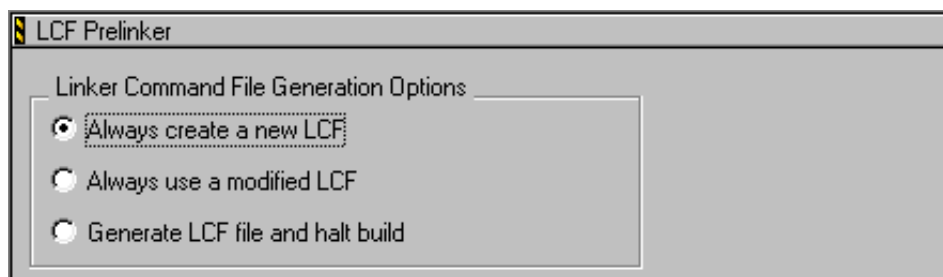 LCF Prelinker
Linker Command File Generation Options
Always create a new LCF
Always use a modified LCF
Generate LCF file and halt build